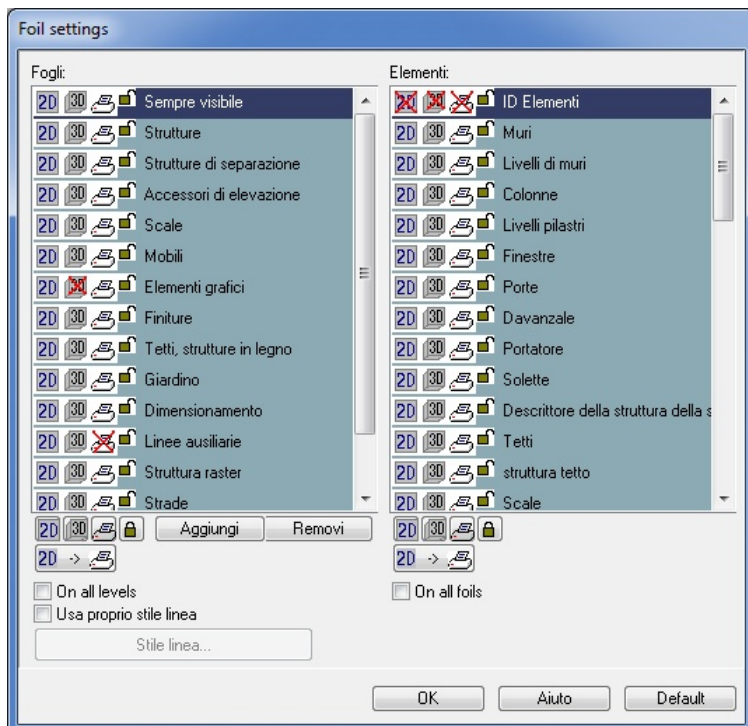 Foil settings
Fogli:
2D 3D Sempre visibile
2D 3D Strutture
2D 3D Strutture di separazione
2D 3D Accessori di elevazione
2D 3D Scale
2D 3D Mobili
2D 3D Elementi grafici
2D 3D Finiture
2D 3D Tetti, strutture in legno
2D 3D Giardino
2D 3D Dimensionamento
2D 3D Linee ausiliarie
2D 3D Struttura raster
2D 3D Strade
2D 3D Aggiungi Removi
2D ->
On all levels
Usa proprio stile linea
Stile linea...
Elementi:
2D 3D ID Elementi
2D 3D Muri
2D 3D Livelli di muri
2D 3D Colonne
2D 3D Livelli pilastri
2D 3D Finestre
2D 3D Porte
2D 3D Davanzale
2D 3D Portatore
2D 3D Solette
2D 3D Descrittore della struttura della s
2D 3D Tetti
2D 3D struttura tetto
2D 3D Scale
2D 3D
2D ->
On all foils
OK Aiuto Default